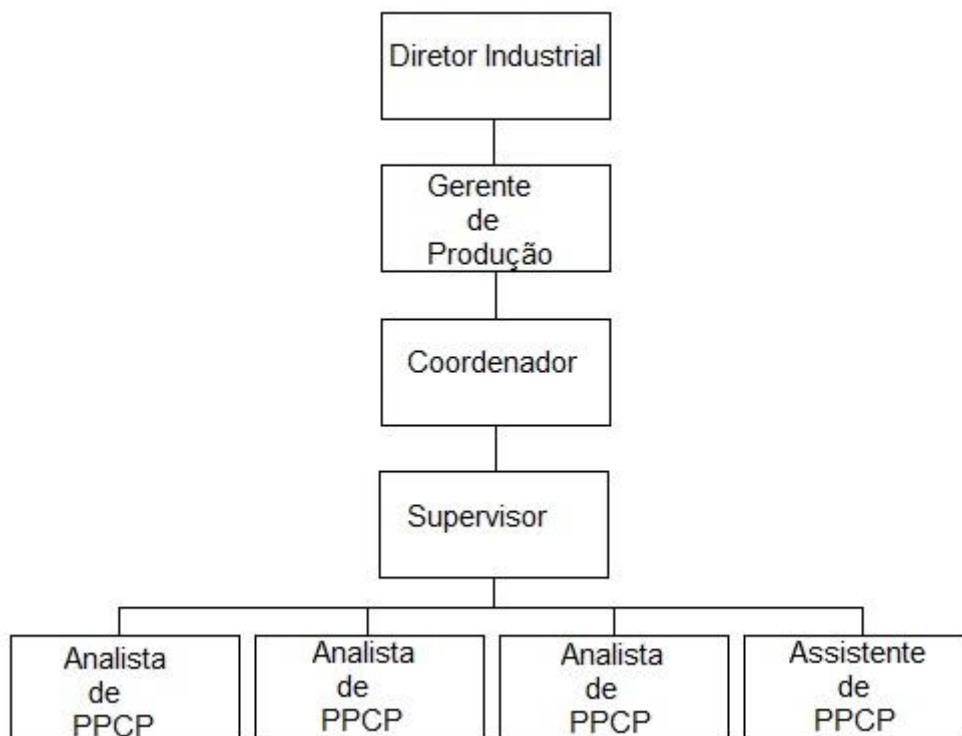 Diretor Industrial
Gerente
de
Produção
Coordenador
Supervisor
Analista
de
PPCP
Analista
de
PPCP
Analista
de
PPCP
Assistente
de
PPCP